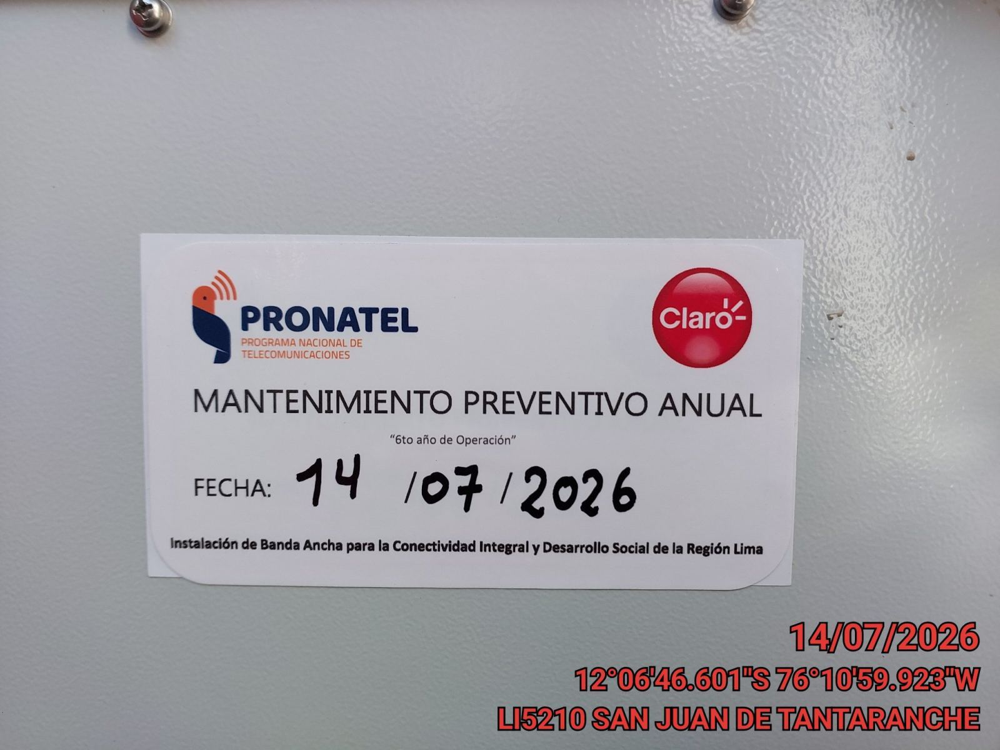 PRONATEL
PROGRAMA NACIONAL DE
TELECOMUNICACIONES
Claro
MANTENIMIENTO PREVENTIVO ANUAL
“6to año de Operación”
FECHA: 14 / 07 / 2026
Instalación de Banda Ancha para la Conectividad Integral y Desarrollo Social de la Región Lima
14/07/2026
12°06'46.601"S 76°10'59.923"W
LI5210 SAN JUAN DE TANTARANCHE